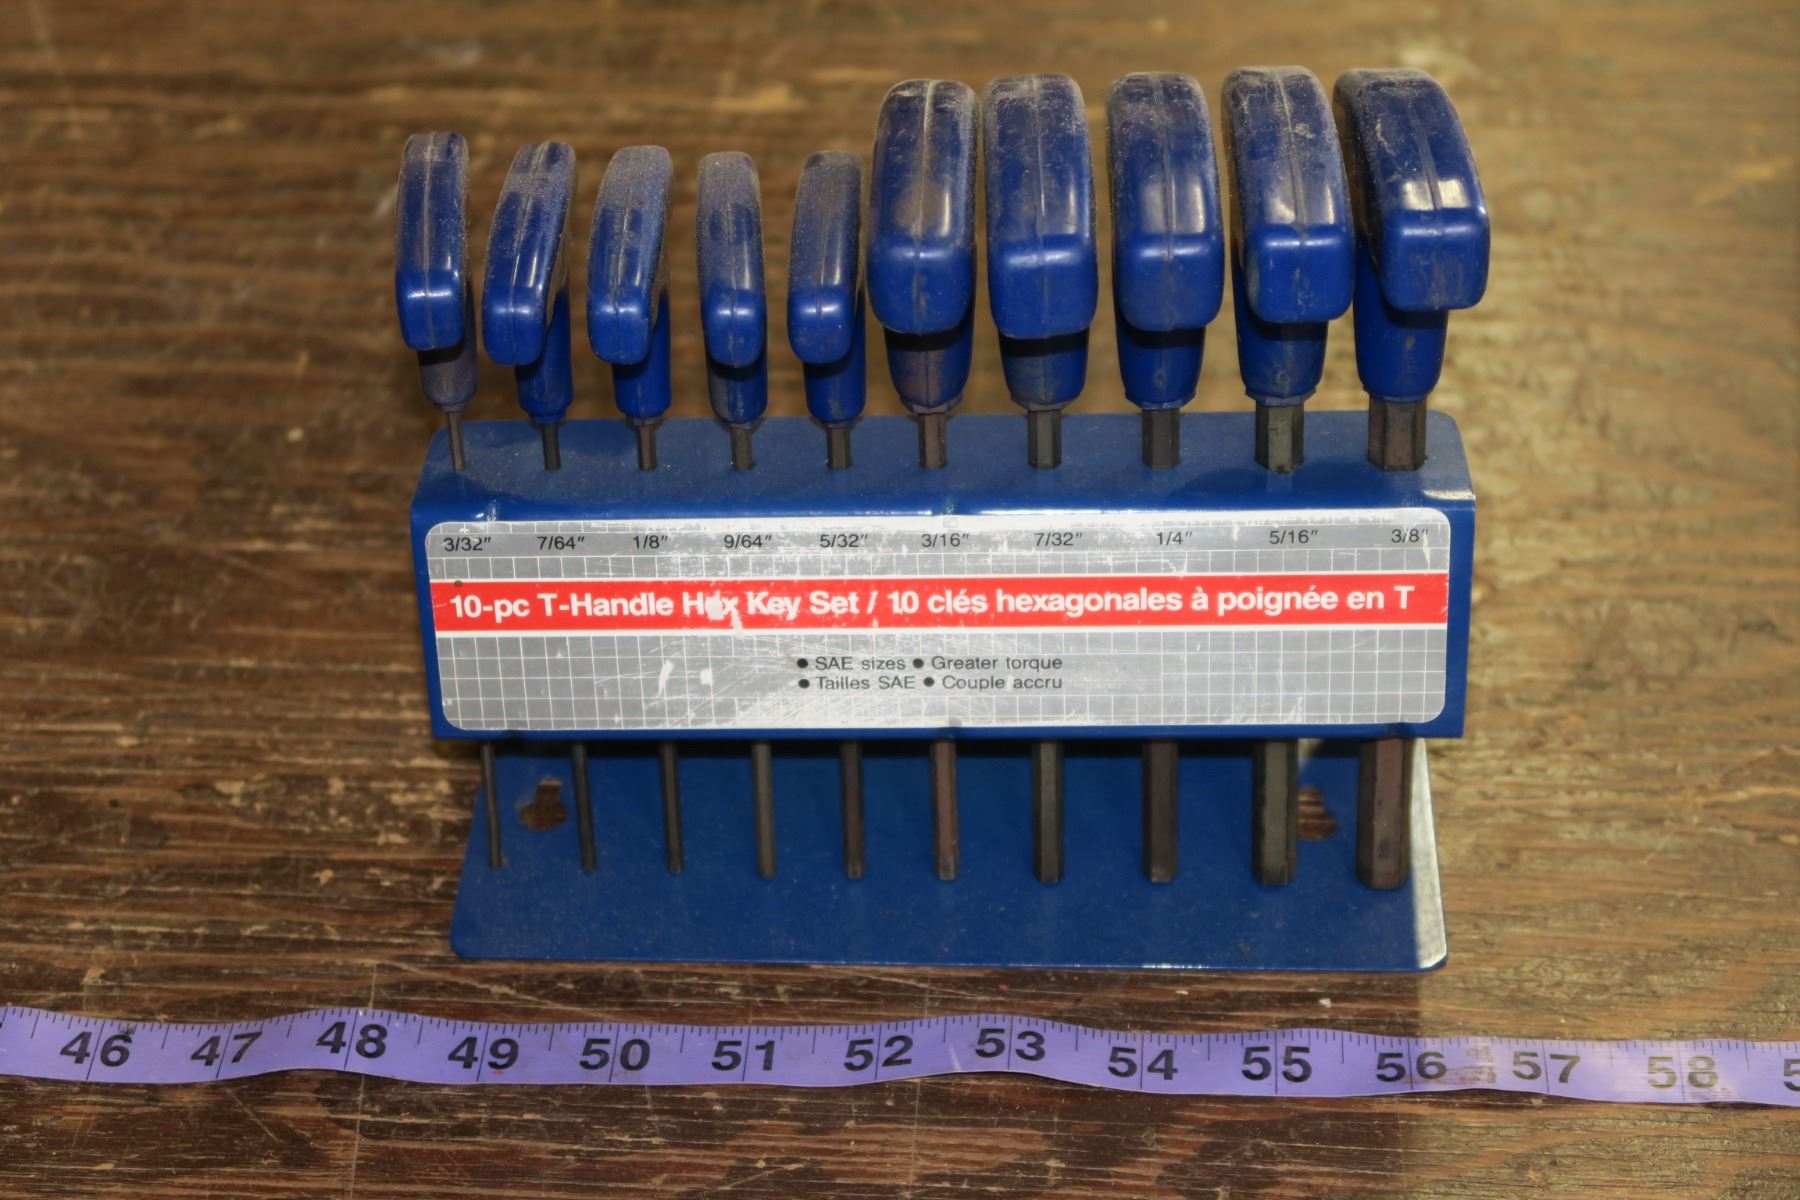 3/32" 7/64" 1/8" 9/64" 5/32" 3/16" 7/32" 1/4" 5/16" 3/8"
10-pc T-Handle Hex Key Set / 10 clés hexagonales à poignée en T
• SAE sizes • Greater torque
• Tailles SAE • Couple accru
46 47 48 49 50 51 52 53 54 55 56 57 58